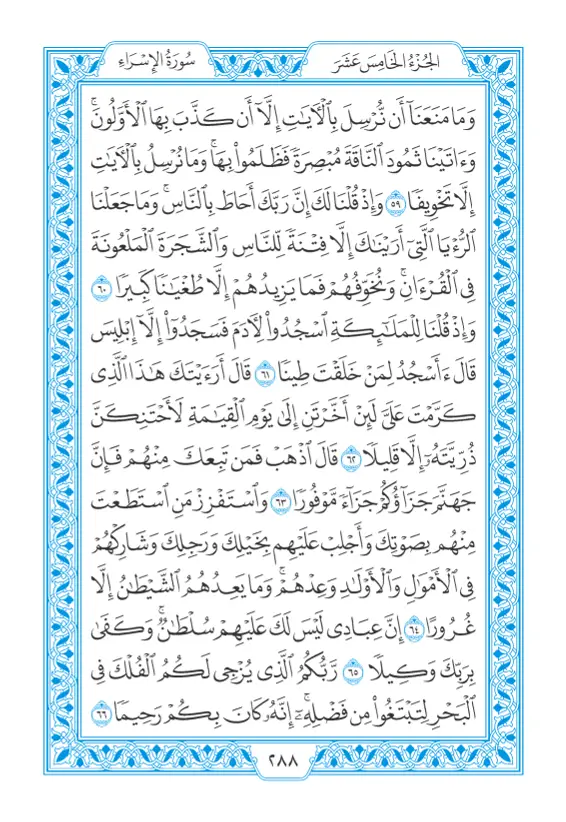 الجُزْءُ الخَامِسَ عَشَرَ
سُورَةُ الإِسْرَاءِ
وَمَا مَنَعَنَآ أَن نُّرْسِلَ بِٱلْـَٔايَـٰتِ إِلَّآ أَن كَذَّبَ بِهَا ٱلْأَوَّلُونَ ۚ
وَءَاتَيْنَا ثَمُودَ ٱلنَّاقَةَ مُبْصِرَةً فَظَلَمُوا۟ بِهَا ۚ وَمَا نُرْسِلُ بِٱلْـَٔايَـٰتِ
إِلَّا تَخْوِيفًا ٥٩ وَإِذْ قُلْنَا لَكَ إِنَّ رَبَّكَ أَحَاطَ بِٱلنَّاسِ ۚ وَمَا جَعَلْنَا
ٱلرُّءْيَا ٱلَّتِىٓ أَرَيْنَـٰكَ إِلَّا فِتْنَةً لِّلنَّاسِ وَٱلشَّجَرَةَ ٱلْمَلْعُونَةَ
فِى ٱلْقُرْءَانِ ۚ وَنُخَوِّفُهُمْ فَمَا يَزِيدُهُمْ إِلَّا طُغْيَـٰنًا كَبِيرًا ٦٠
وَإِذْ قُلْنَا لِلْمَلَـٰٓئِكَةِ ٱسْجُدُوا۟ لِـَٔادَمَ فَسَجَدُوٓا۟ إِلَّآ إِبْلِيسَ
قَالَ ءَأَسْجُدُ لِمَنْ خَلَقْتَ طِينًا ٦١ قَالَ أَرَءَيْتَكَ هَـٰذَا ٱلَّذِى
كَرَّمْتَ عَلَىَّ لَئِنْ أَخَّرْتَنِ إِلَىٰ يَوْمِ ٱلْقِيَـٰمَةِ لَأَحْتَنِكَنَّ
ذُرِّيَّتَهُۥٓ إِلَّا قَلِيلًا ٦٢ قَالَ ٱذْهَبْ فَمَن تَبِعَكَ مِنْهُمْ فَإِنَّ
جَهَنَّمَ جَزَآؤُكُمْ جَزَآءً مَّوْفُورًا ٦٣ وَٱسْتَفْزِزْ مَنِ ٱسْتَطَعْتَ
مِنْهُم بِصَوْتِكَ وَأَجْلِبْ عَلَيْهِم بِخَيْلِكَ وَرَجِلِكَ وَشَارِكْهُمْ
فِى ٱلْأَمْوَٰلِ وَٱلْأَوْلَـٰدِ وَعِدْهُمْ ۚ وَمَا يَعِدُهُمُ ٱلشَّيْطَـٰنُ إِلَّا
غُرُورًا ٦٤ إِنَّ عِبَادِى لَيْسَ لَكَ عَلَيْهِمْ سُلْطَـٰنٌ ۚ وَكَفَىٰ
بِرَبِّكَ وَكِيلًا ٦٥ رَّبُّكُمُ ٱلَّذِى يُزْجِى لَكُمُ ٱلْفُلْكَ فِى
ٱلْبَحْرِ لِتَبْتَغُوا۟ مِن فَضْلِهِۦٓ ۚ إِنَّهُۥ كَانَ بِكُمْ رَحِيمًا ٦٦
٢٨٨